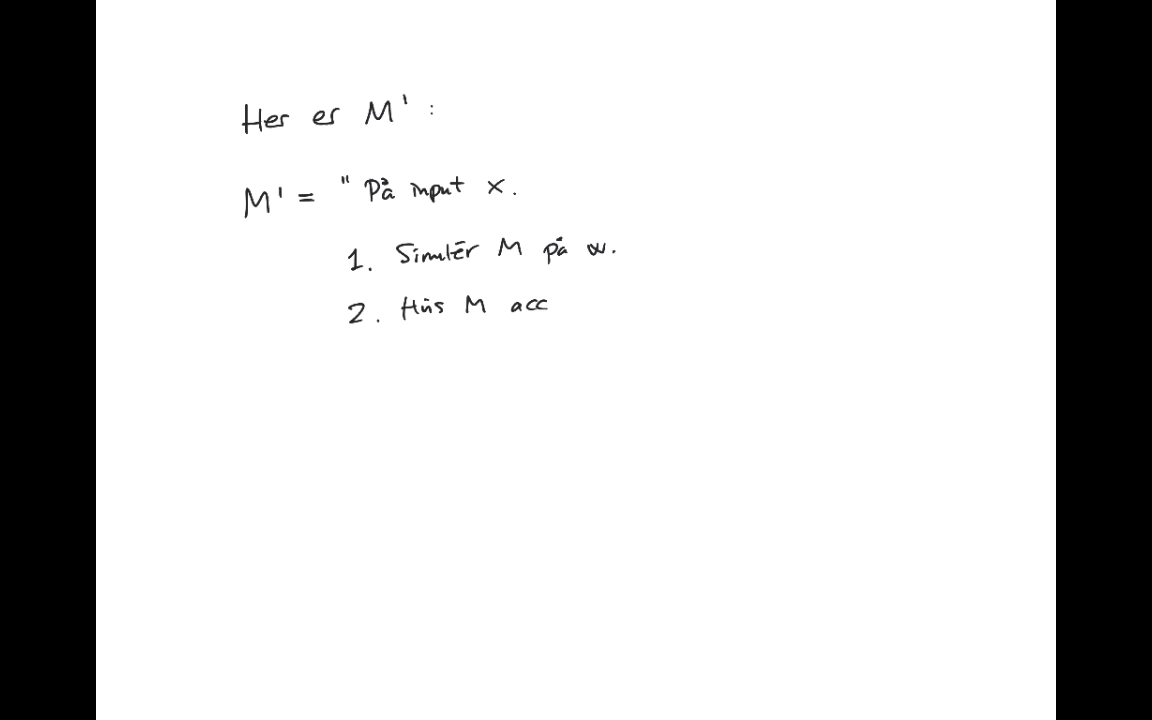 Her er M' :
M' = " På input x.
1. Simulér M på w.
2. Hvis M acc